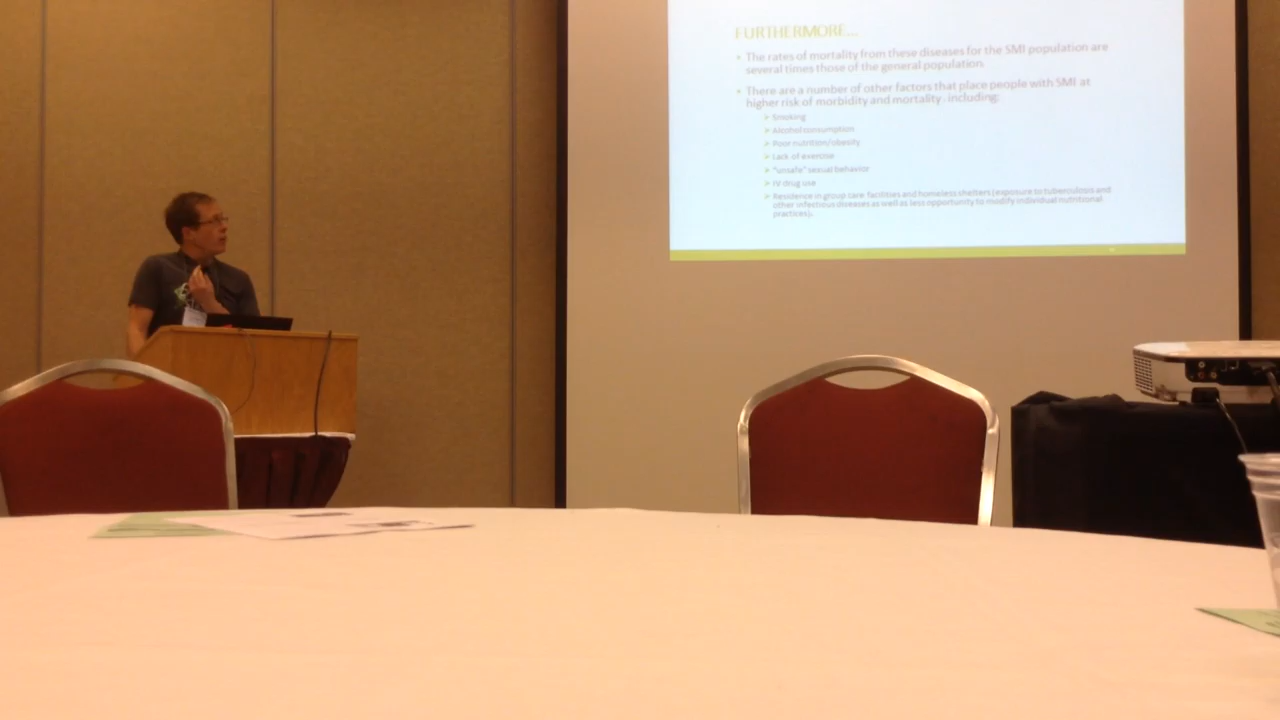 FURTHERMORE...
• The rates of mortality from these diseases for the SMI population are
several times those of the general population.
• There are a number of other factors that place people with SMI at
higher risk of morbidity and mortality. including:
➢ Smoking
➢ Alcohol consumption
➢ Poor nutrition/obesity
➢ Lack of exercise
➢ "unsafe" sexual behavior
➢ IV drug use
➢ Residence in group care facilities and homeless shelters (exposure to tuberculosis and
other infectious diseases as well as less opportunity to modify individual nutritional
practices).